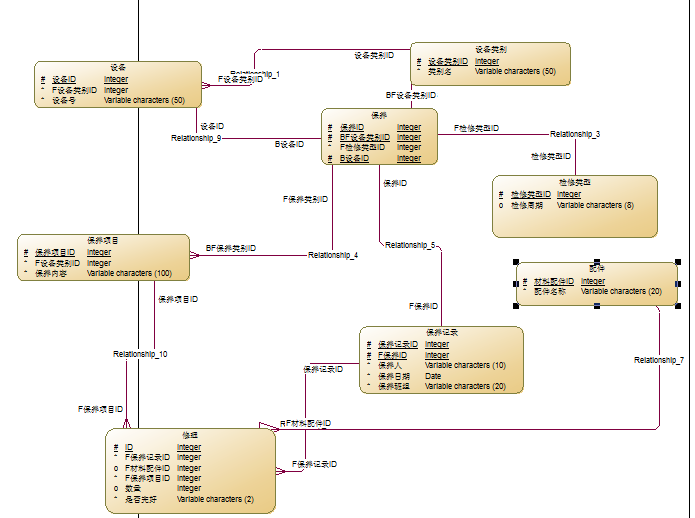 设备
# 设备ID Integer
* F设备类别ID Integer
* 设备号 Variable characters (50)
设备类别ID
Relationship_1
F设备类别ID
设备类别
# 设备类别ID Integer
* 类别名 Variable characters (50)
BF设备类别ID
设备ID
Relationship_9
B设备ID
保养
# 保养ID Integer
# BF设备类别ID Integer
* F检修类型ID Integer
# B设备ID Integer
F检修类型ID
Relationship_3
检修类型ID
检修类型
# 检修类型ID Integer
o 检修周期 Variable characters (8)
F保养类别ID
保养ID
保养项目
# 保养项目ID Integer
* F设备类别ID Integer
* 保养内容 Variable characters (100)
BF保养类别ID
Relationship_4
Relationship_5
配件
# 材料配件ID Integer
* 配件名称 Variable characters (20)
保养项目ID
F保养ID
保养记录
# 保养记录ID Integer
# F保养ID Integer
* 保养人 Variable characters (10)
* 保养日期 Date
* 保养班组 Variable characters (20)
Relationship_10
保养记录ID
Relationship_7
F保养项目ID
F材料配件ID
# ID Integer
* F保养记录ID Integer
o F材料配件ID Integer
* F保养项目ID Integer
o 数量 Integer
* 是否完好 Variable characters (2)
F保养记录ID